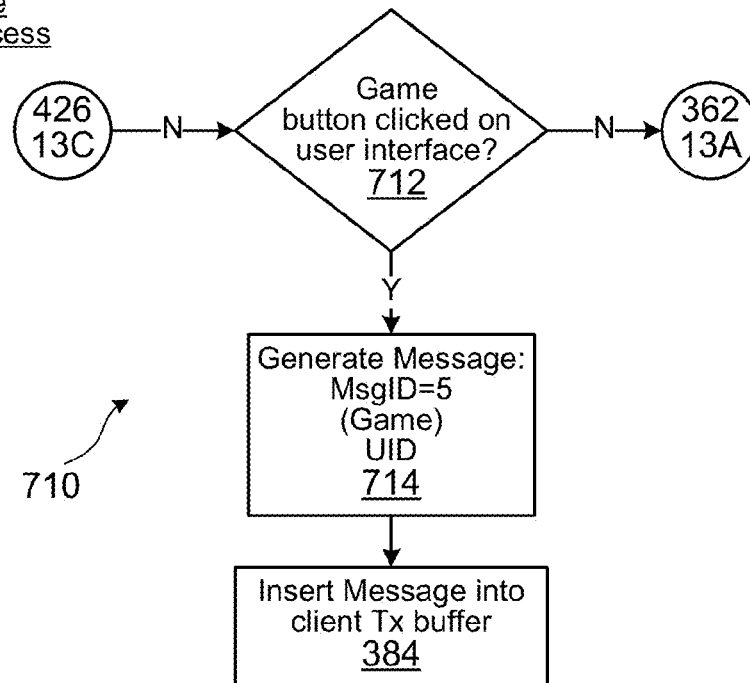 426
13C
N
Game
button clicked on
user interface?
712
N
362
13A
Y
Generate Message:
MsgID=5
(Game)
UID
714
710
Insert Message into
client Tx buffer
384